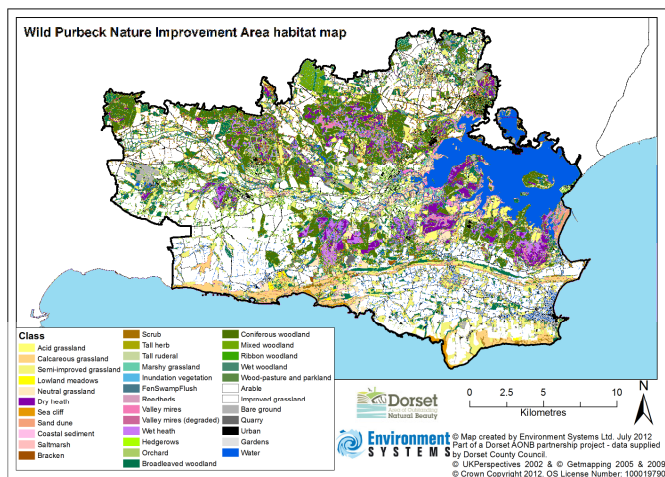 Wild Purbeck Nature Improvement Area habitat map
Class
Acid grassland
Calcareous grassland
Semi-improved grassland
Lowland meadows
Neutral grassland
Dry heath
Sea cliff
Sand dune
Coastal sediment
Saltmarsh
Bracken
Scrub
Tall herb
Tall ruderal
Marshy grassland
Inundation vegetation
FenSwampFlush
Reedbeds
Valley mires
Valley mires (degraded)
Wet heath
Hedgerows
Orchard
Broadleaved woodland
Coniferous woodland
Mixed woodland
Ribbon woodland
Wet woodland
Wood-pasture and parkland
Arable
Improved grassland
Bare ground
Quarry
Urban
Gardens
Water
Dorset
Area of Outstanding
Natural Beauty
Environment
SYSTEMS
N
0 2.5 5 10
Kilometres
© Map created by Environment Systems Ltd. July 2012
Part of a Dorset AONB partnership project - data supplied
by Dorset County Council.
© UKPerspectives 2002 & © Getmapping 2005 & 2009
© Crown Copyright 2012. OS License Number: 100019790